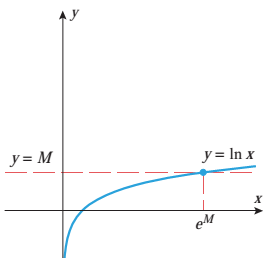 y
y = M
y = ln x
x
e^M